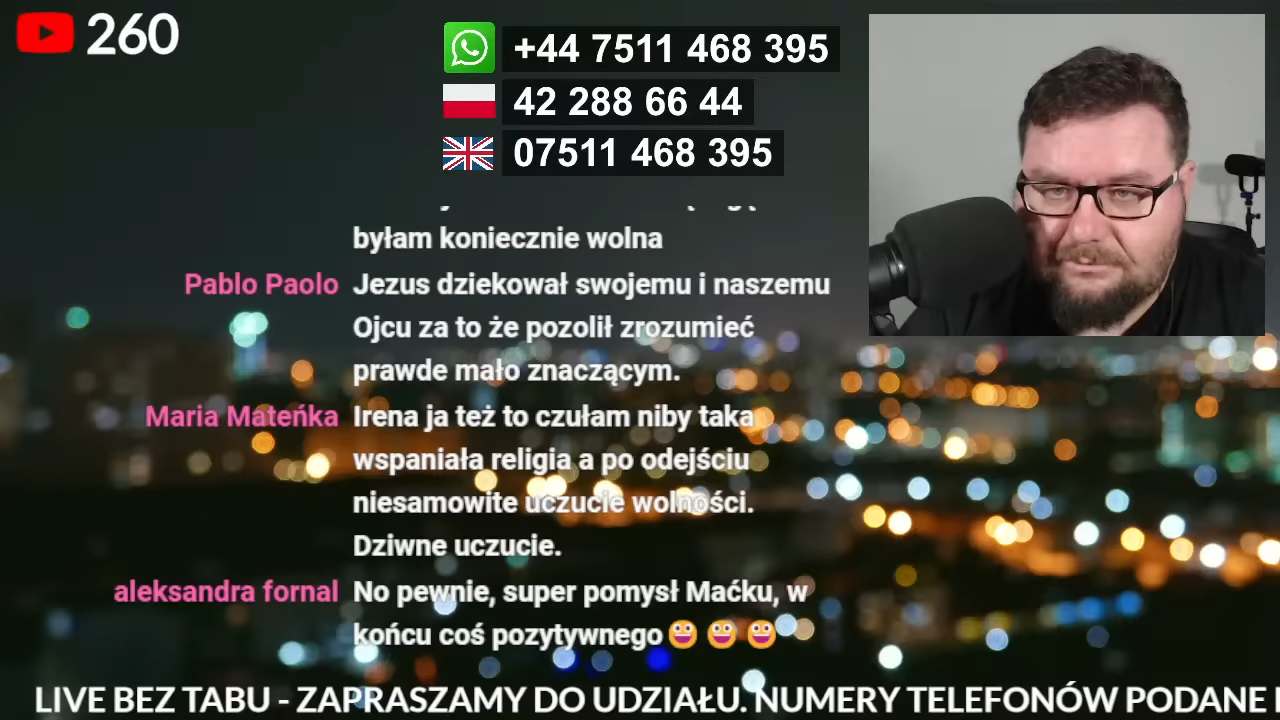 260
+44 7511 468 395
42 288 66 44
07511 468 395
byłam koniecznie wolna
Pablo Paolo Jezus dziekował swojemu i naszemu
Ojcu za to że pozolił zrozumieć
prawde mało znaczącym.
Maria Mateńka Irena ja też to czułam niby taka
wspaniała religia a po odejściu
niesamowite uczucie wolności.
Dziwne uczucie.
aleksandra fornal No pewnie, super pomysł Maćku, w
końcu coś pozytywnego
LIVE BEZ TABU - ZAPRASZAMY DO UDZIAŁU. NUMERY TELEFONÓW PODANE